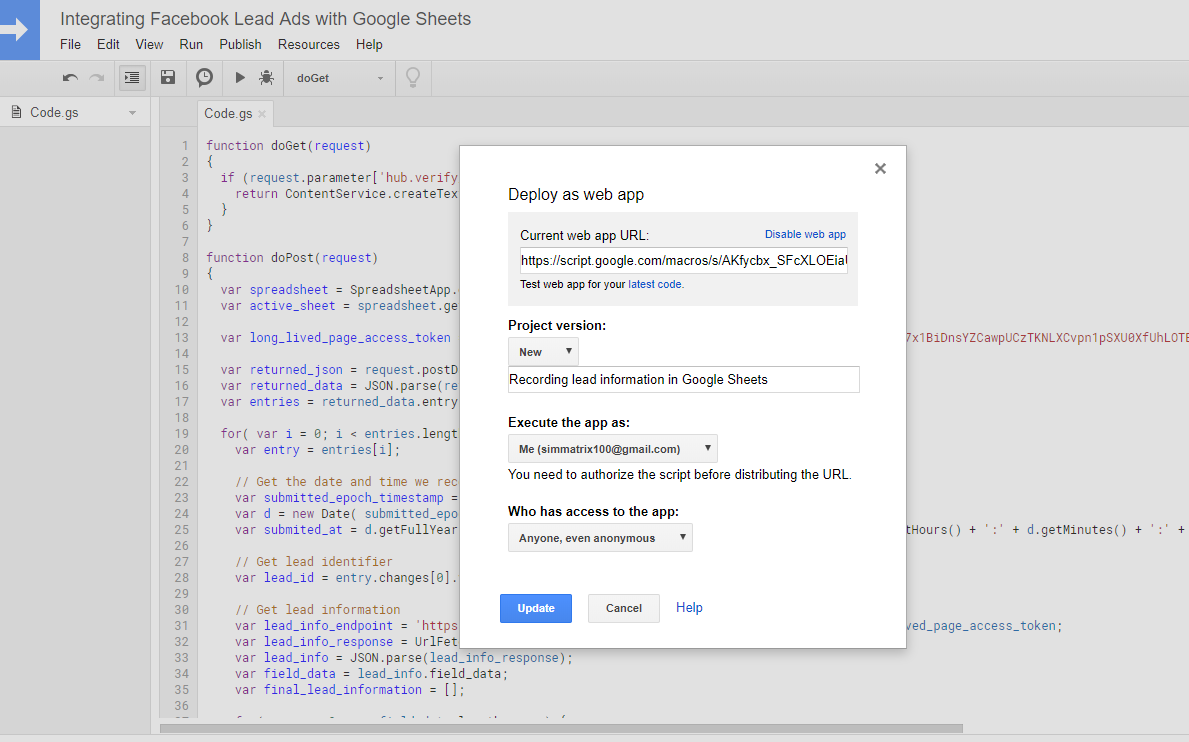 Integrating Facebook Lead Ads with Google Sheets
File Edit View Run Publish Resources Help
doGet
Code.gs
Code.gs
1 function doGet(request)
2 {
3 if (request.parameter['hub.verify
4 return ContentService.createTex
5 }
6 }
7
8 function doPost(request)
9 {
10 var spreadsheet = SpreadsheetApp.
11 var active_sheet = spreadsheet.ge
12
13 var long_lived_page_access_token 7x1BiDnsYZCawpUCzTKNLXCvpn1pSXU0XfUhLOTE
14
15 var returned_json = request.postD
16 var returned_data = JSON.parse(re
17 var entries = returned_data.entry
18
19 for( var i = 0; i < entries.lengt
20 var entry = entries[i];
21
22 // Get the date and time we rec
23 var submitted_epoch_timestamp =
24 var d = new Date( submitted_epo
25 var submited_at = d.getFullYear tHours() + ':' + d.getMinutes() + ':' +
26
27 // Get lead identifier
28 var lead_id = entry.changes[0].
29
30 // Get lead information
31 var lead_info_endpoint = 'https ved_page_access_token;
32 var lead_info_response = UrlFet
33 var lead_info = JSON.parse(lead_info_response);
34 var field_data = lead_info.field_data;
35 var final_lead_information = [];
36
Deploy as web app
Current web app URL: Disable web app
https://script.google.com/macros/s/AKfycbx_SFcXLOEia
Test web app for your latest code.
Project version:
New
Recording lead information in Google Sheets
Execute the app as:
Me (simmatrix100@gmail.com)
You need to authorize the script before distributing the URL.
Who has access to the app:
Anyone, even anonymous
Update Cancel Help